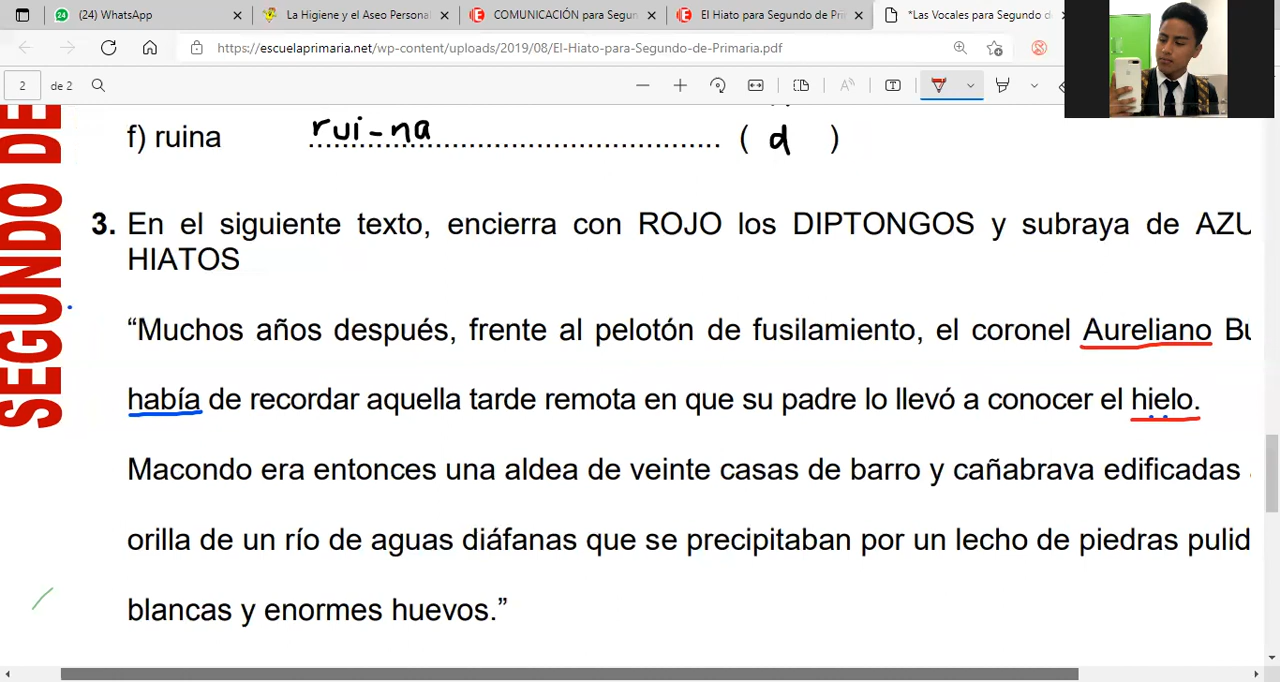 (24) WhatsApp
La Higiene y el Aseo Personal
COMUNICACIÓN para Segun
El Hiato para Segundo de Pri
*Las Vocales para Segundo d
https://escuelaprimaria.net/wp-content/uploads/2019/08/El-Hiato-para-Segundo-de-Primaria.pdf
2 de 2
SEGUNDO DE
f) ruina rui-na ( d )
3. En el siguiente texto, encierra con ROJO los DIPTONGOS y subraya de AZU
HIATOS
“Muchos años después, frente al pelotón de fusilamiento, el coronel Aureliano Bu
había de recordar aquella tarde remota en que su padre lo llevó a conocer el hielo.
Macondo era entonces una aldea de veinte casas de barro y cañabrava edificadas
orilla de un río de aguas diáfanas que se precipitaban por un lecho de piedras pulid
blancas y enormes huevos.”